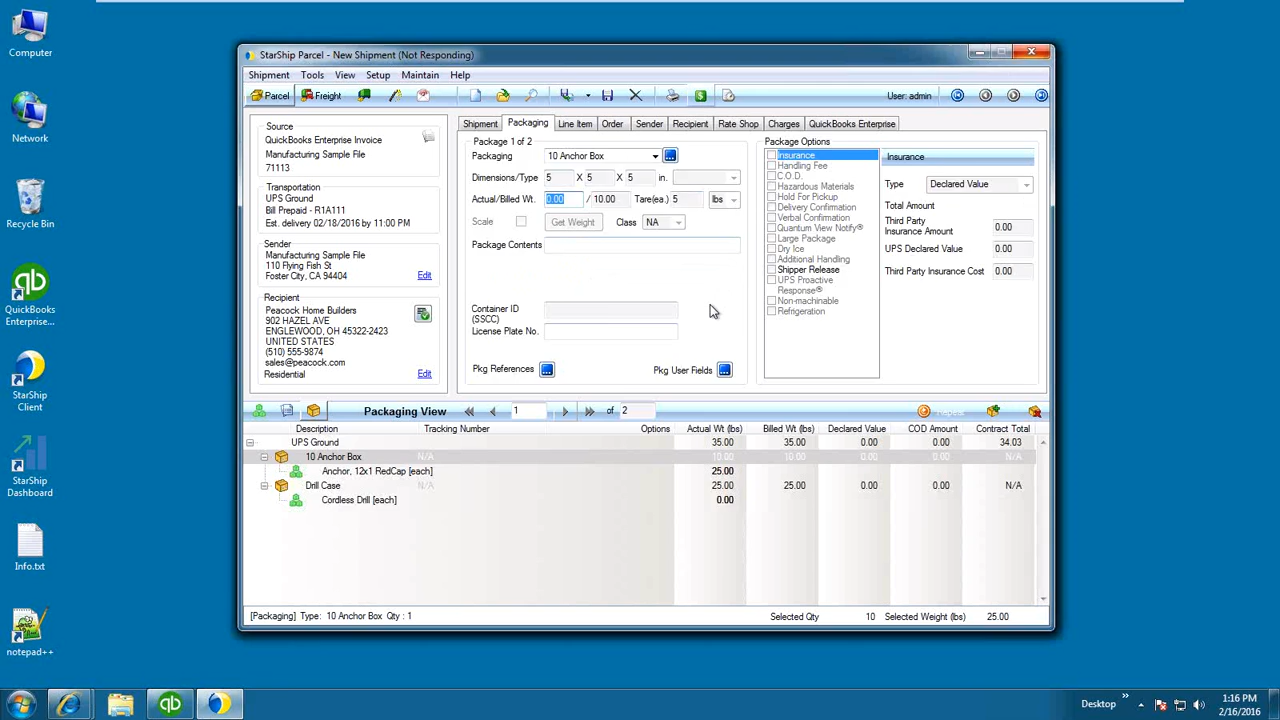 Computer
Network
Recycle Bin
QuickBooks
Enterprise...
StarShip
Client
StarShip
Dashboard
Info.txt
notepad++
StarShip Parcel - New Shipment (Not Responding)
Shipment Tools View Setup Maintain Help
Parcel Freight User: admin
Source
QuickBooks Enterprise Invoice
Manufacturing Sample File
71113
Transportation
UPS Ground
Bill Prepaid - R1A111
Est. delivery 02/18/2016 by 11:00 PM
Sender
Manufacturing Sample File
110 Flying Fish St
Foster City, CA 94404 Edit
Recipient
Peacock Home Builders
902 HAZEL AVE
ENGLEWOOD, OH 45322-2423
UNITED STATES
(510) 555-9874
sales@peacock.com
Residential Edit
Shipment Packaging Line Item Order Sender Recipient Rate Shop Charges QuickBooks Enterprise
Package 1 of 2
Packaging 10 Anchor Box ...
Dimensions/Type 5 X 5 X 5 in.
Actual/Billed Wt. 0.00 / 10.00 Tare(ea.) 5 lbs
Scale Get Weight Class NA
Package Contents
Container ID
(SSCC)
License Plate No.
Pkg References ... Pkg User Fields ...
Package Options
Insurance
Handling Fee
C.O.D.
Hazardous Materials
Hold For Pickup
Delivery Confirmation
Verbal Confirmation
Quantum View Notify®
Large Package
Dry Ice
Additional Handling
Shipper Release
UPS Proactive
Response®
Non-machinable
Refrigeration
Insurance
Type Declared Value
Total Amount
Third Party
Insurance Amount 0.00
UPS Declared Value 0.00
Third Party Insurance Cost 0.00
Packaging View 1 of 2 Repeat
Description Tracking Number Options Actual Wt (lbs) Billed Wt (lbs) Declared Value COD Amount Contract Total
UPS Ground 35.00 35.00 0.00 0.00 34.03
10 Anchor Box N/A 10.00 10.00 0.00 0.00 N/A
Anchor, 12x1 RedCap [each] 25.00
Drill Case N/A 25.00 25.00 0.00 0.00 N/A
Cordless Drill [each] 0.00
[Packaging] Type: 10 Anchor Box Qty : 1 Selected Qty 10 Selected Weight (lbs) 25.00
Desktop 1:16 PM
2/16/2016